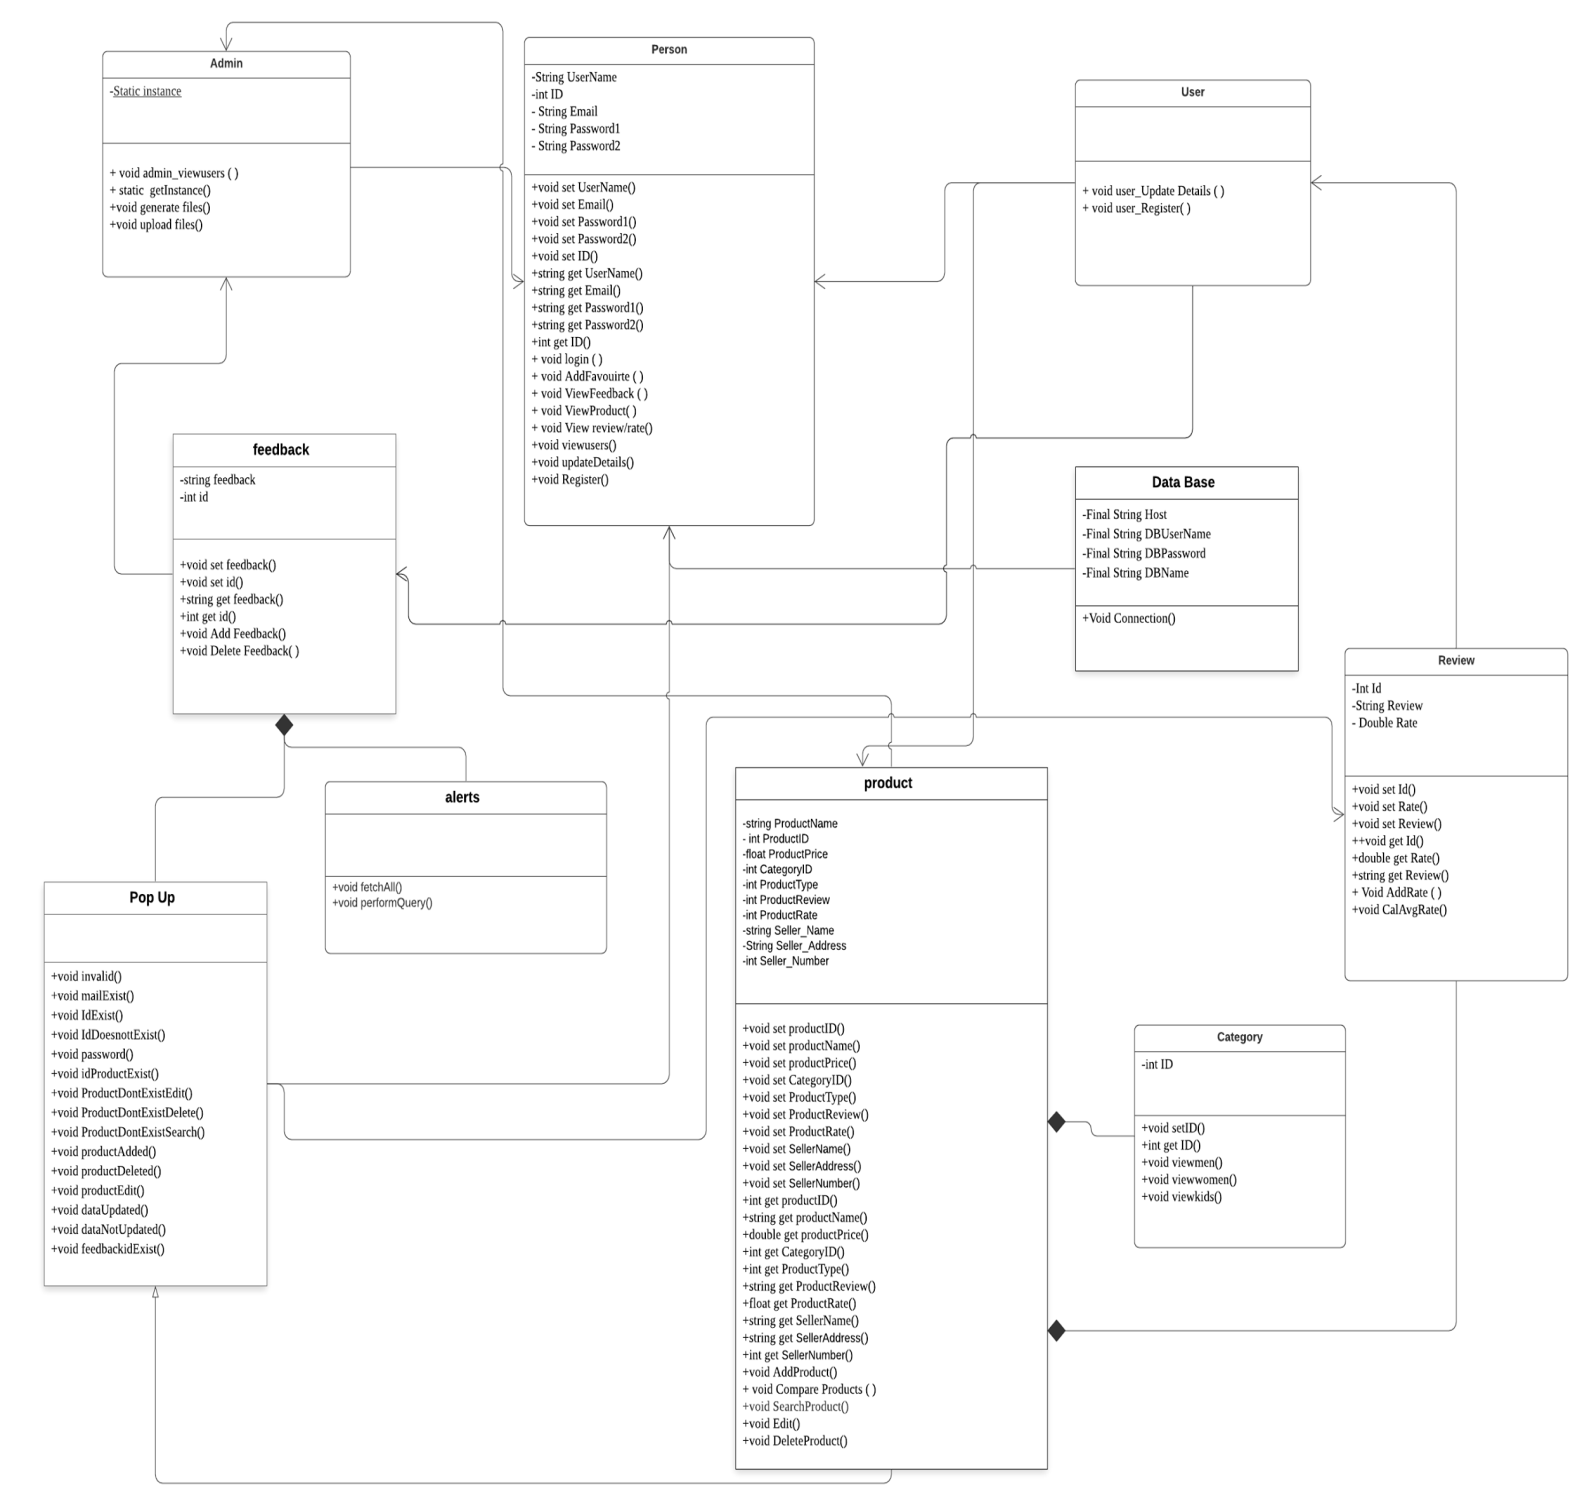 Admin
-Static instance
+ void admin_viewusers ( )
+ static  getInstance()
+void generate files()
+void upload files()
Person
-String UserName
-int ID
- String Email
- String Password1
- String Password2
+void set UserName()
+void set Email()
+void set Password1()
+void set Password2()
+void set ID()
+string get UserName()
+string get Email()
+string get Password1()
+string get Password2()
+int get ID()
+ void login ( )
+ void AddFavouirte ( )
+ void ViewFeedback ( )
+ void ViewProduct( )
+ void View review/rate()
+void viewusers()
+void updateDetails()
+void Register()
User
+ void user_Update Details ( )
+ void user_Register( )
feedback
-string feedback
-int id
+void set feedback()
+void set id()
+string get feedback()
+int get id()
+void Add Feedback()
+void Delete Feedback( )
Data Base
-Final String Host
-Final String DBUserName
-Final String DBPassword
-Final String DBName
+Void Connection()
Review
-Int Id
-String Review
- Double Rate
+void set Id()
+void set Rate()
+void set Review()
++void get Id()
+double get Rate()
+string get Review()
+ Void AddRate ( )
+void CalAvgRate()
alerts
+void fetchAll()
+void performQuery()
Pop Up
+void invalid()
+void mailExist()
+void IdExist()
+void IdDoesnottExist()
+void password()
+void idProductExist()
+void ProductDontExistEdit()
+void ProductDontExistDelete()
+void ProductDontExistSearch()
+void productAdded()
+void productDeleted()
+void productEdit()
+void dataUpdated()
+void dataNotUpdated()
+void feedbackidExist()
product
-string ProductName
- int ProductID
-float ProductPrice
-int CategoryID
-int ProductType
-int ProductReview
-int ProductRate
-string Seller_Name
-String Seller_Address
-int Seller_Number
+void set productID()
+void set productName()
+void set productPrice()
+void set CategoryID()
+void set ProductType()
+void set ProductReview()
+void set ProductRate()
+void set SellerName()
+void set SellerAddress()
+void set SellerNumber()
+int get productID()
+string get productName()
+double get productPrice()
+int get CategoryID()
+int get ProductType()
+string get ProductReview()
+float get ProductRate()
+string get SellerName()
+string get SellerAddress()
+int get SellerNumber()
+void AddProduct()
+ void Compare Products ( )
+void SearchProduct()
+void Edit()
+void DeleteProduct()
Category
-int ID
+void setID()
+int get ID()
+void viewmen()
+void viewwomen()
+void viewkids()